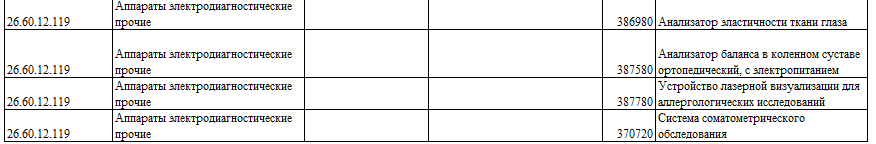 Аппараты электродиагностические
26.60.12.119 прочие 386980 Анализатор эластичности ткани глаза
Анализатор баланса в коленном суставе
Аппараты электродиагностические ортопедический, с электропитанием
26.60.12.119 прочие 387580
Устройство лазерной визуализации для
Аппараты электродиагностические аллергологических исследований
26.60.12.119 прочие 387780
Система соматометрического
Аппараты электродиагностические обследования
26.60.12.119 прочие 370720